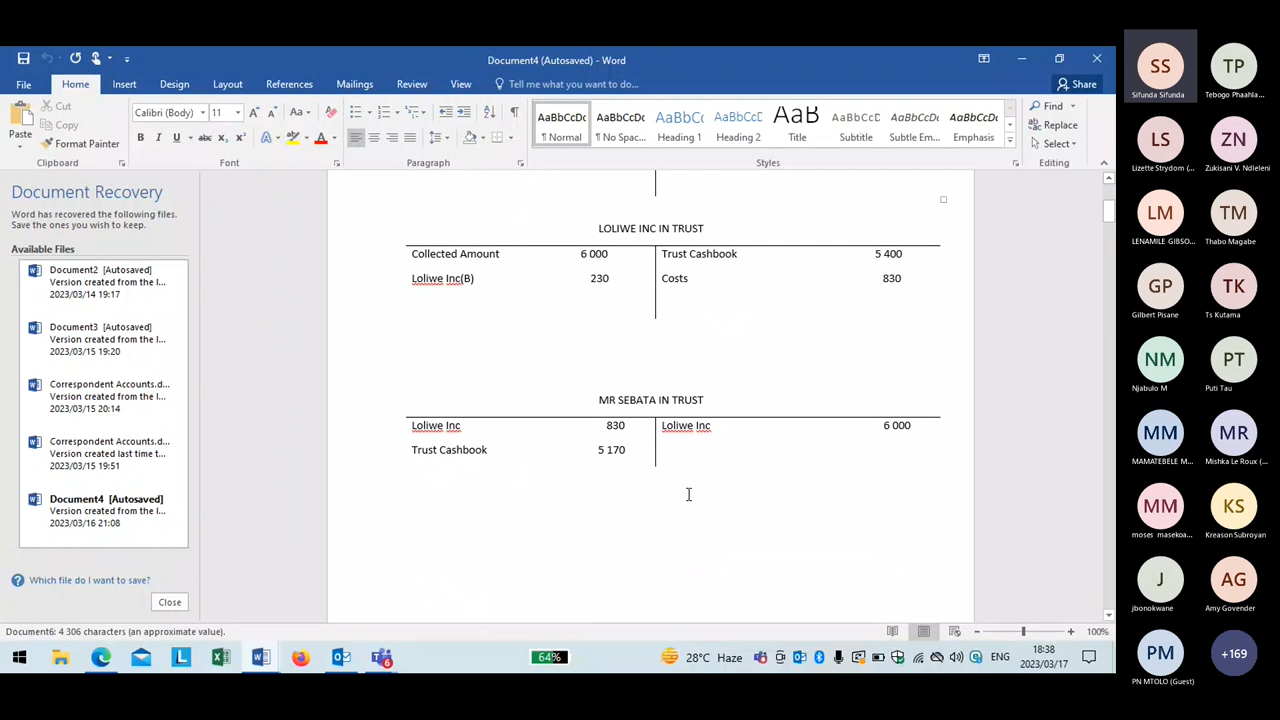 Document4 (Autosaved) - Word
File Home Insert Design Layout References Mailings Review View Tell me what you want to do... Share
Paste
Cut
Copy
Format Painter
Clipboard
Calibri (Body) 11
Font
Paragraph
AaBbCcDc AaBbCcDc AaBbCc AaBbCcD AaB AaBbCcD AaBbCcDc AaBbCcDc
¶ Normal ¶ No Spac... Heading 1 Heading 2 Title Subtitle Subtle Em... Emphasis
Styles
Find
Replace
Select
Editing
Document Recovery
Word has recovered the following files.
Save the ones you wish to keep.
Available Files
Document2 [Autosaved]
Version created from the l...
2023/03/14 19:17
Document3 [Autosaved]
Version created from the l...
2023/03/15 19:20
Correspondent Accounts.d...
Version created from the l...
2023/03/15 20:14
Correspondent Accounts.d...
Version created last time t...
2023/03/15 19:51
Document4 [Autosaved]
Version created from the l...
2023/03/16 21:08
Which file do I want to save?
Close
LOLIWE INC IN TRUST
Collected Amount 6 000 Trust Cashbook 5 400
Loliwe Inc(B) 230 Costs 830
MR SEBATA IN TRUST
Loliwe Inc 830 Loliwe Inc 6 000
Trust Cashbook 5 170
Document6: 4 306 characters (an approximate value).
100%
64%
28°C Haze
ENG
18:38
2023/03/17
SS TP
Sifunda Sifunda Tebogo Phaahla...
LS ZN
Lizette Strydom (... Zukisani V. Ndleleni
LM TM
LENAMILE GIBSO... Thabo Magabe
GP TK
Gilbert Pisane Ts Kutama
NM PT
Njabulo M Puti Tau
MM MR
MAMATEBELE M... Mishka Le Roux (...
MM KS
moses masekoa... Kreason Subroyan
J AG
jbonokwane Amy Govender
PM +169
PN MTOLO (Guest)